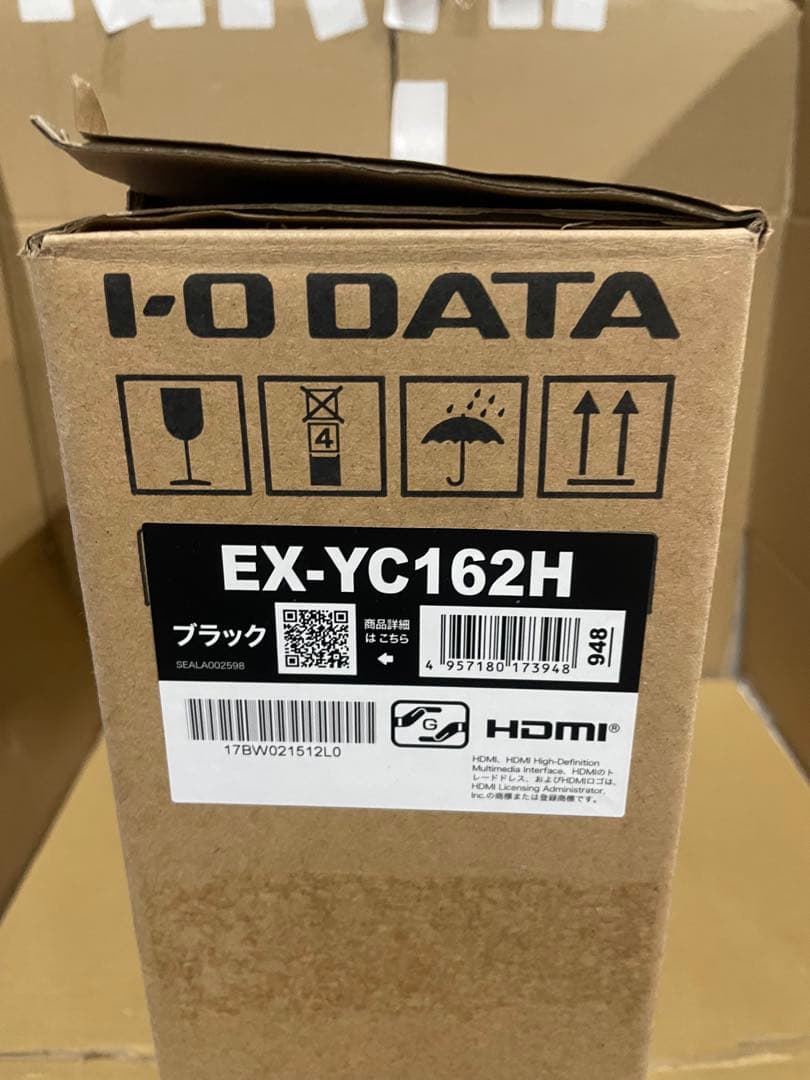 I-O DATA
4
EX-YC162H
ブラック
商品詳細
は こちら
SEALA002598
4 957180 173948
948
17BW021512L0
G
HDMI®
HDMI、HDMI High-Definition
Multimedia Interface、HDMIのト
レードドレス、およびHDMIロゴは、
HDMI Licensing Administrator,
Inc.の商標または登録商標です。